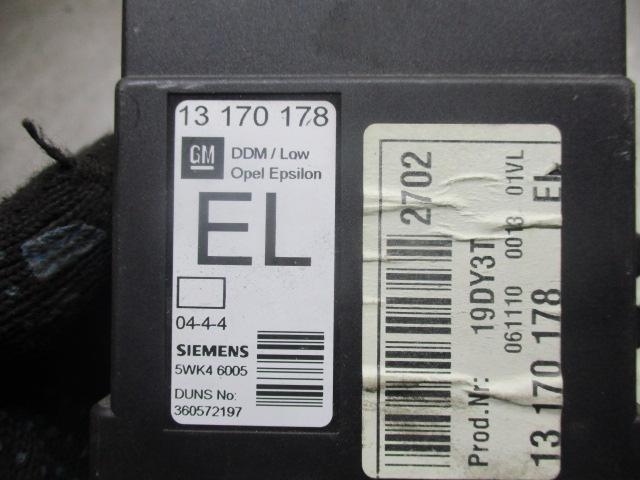 13 170 178
GM
DDM / Low
Opel Epsilon
EL
04-4-4
SIEMENS
5WK4 6005
DUNS No:
360572197
2702
Prod.Nr: 19DY3T
061110 0013 01VL
13 170 178 EL